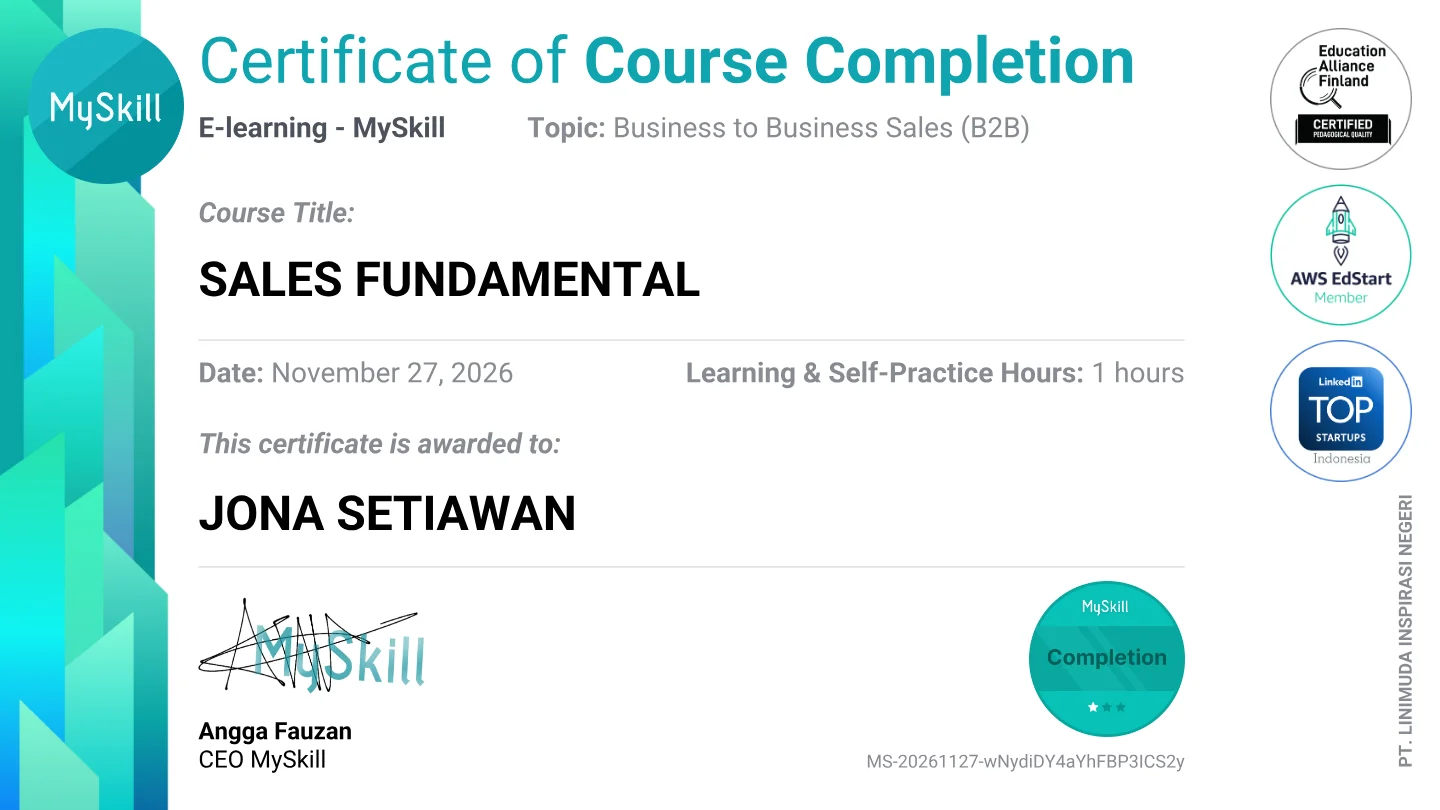 MySkill
Certificate of Course Completion
E-learning - MySkill
Topic: Business to Business Sales (B2B)
Course Title:
SALES FUNDAMENTAL
Date: November 27, 2026
Learning & Self-Practice Hours: 1 hours
This certificate is awarded to:
JONA SETIAWAN
MySkill
Angga Fauzan
CEO MySkill
MySkill
Completion
MS-20261127-wNydiDY4aYhFBP3ICS2y
Education
Alliance
Finland
CERTIFIED
PEDAGOGICAL QUALITY
AWS EdStart
Member
Linked in
TOP
STARTUPS
Indonesia
PT. LINIMUDA INSPIRASI NEGERI